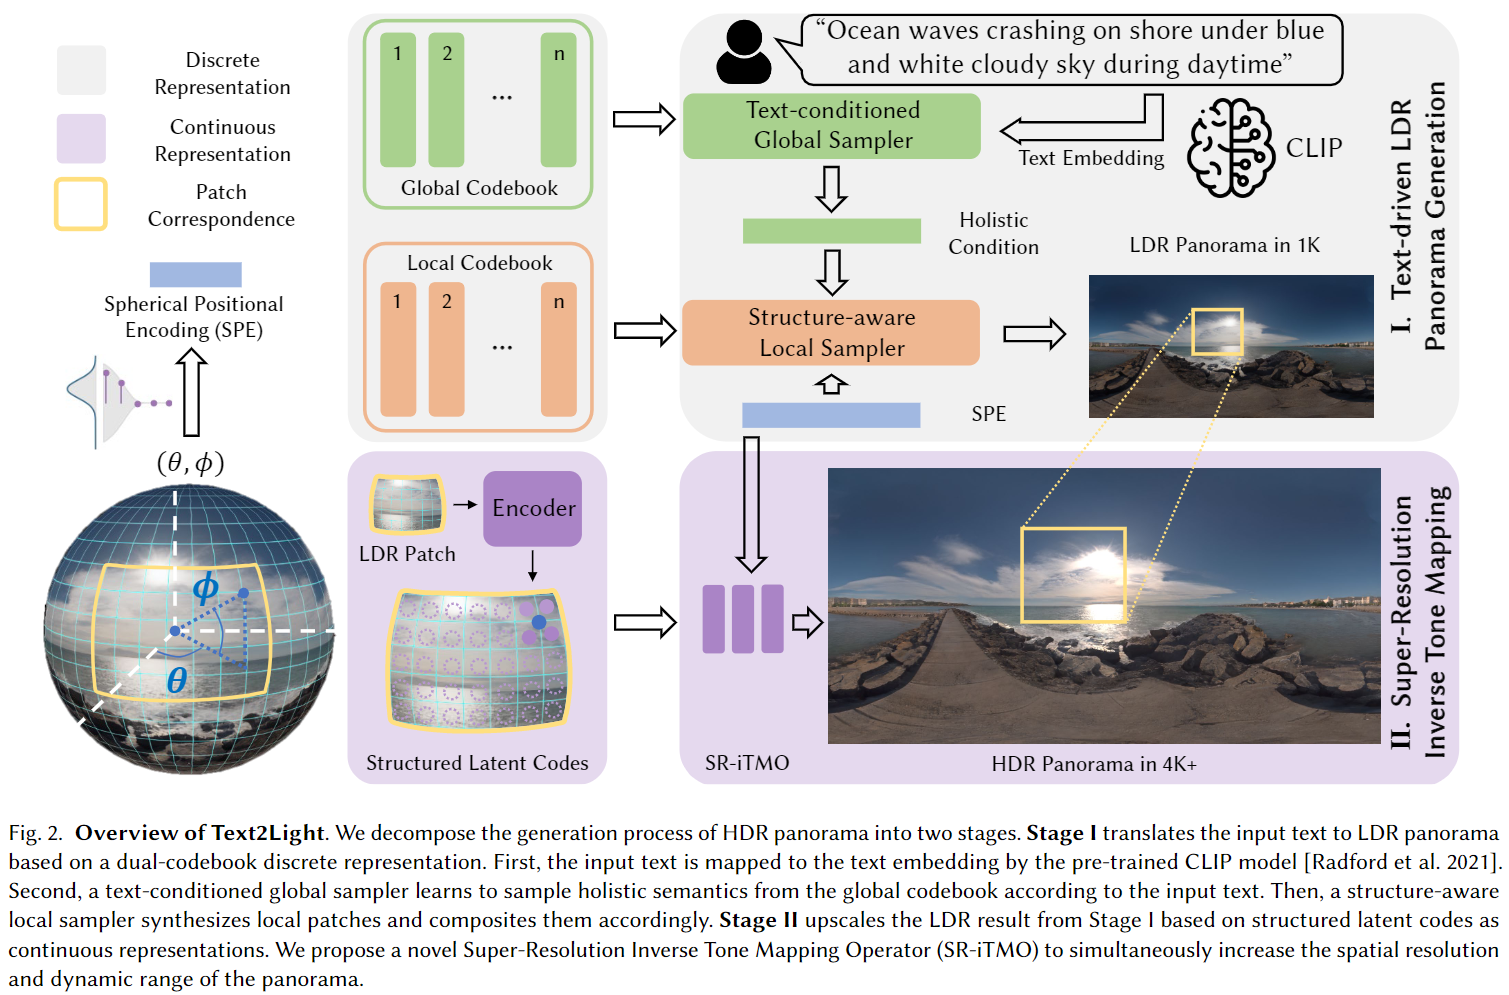 Discrete
Representation
Continuous
Representation
Patch
Correspondence
Spherical Positional
Encoding (SPE)
(θ, ϕ)
ϕ
θ
1 2 ... n
Global Codebook
Local Codebook
1 2 ... n
LDR Patch
Encoder
Structured Latent Codes
“Ocean waves crashing on shore under blue
and white cloudy sky during daytime”
Text-conditioned
Global Sampler
Text Embedding
CLIP
Holistic
Condition
Structure-aware
Local Sampler
SPE
LDR Panorama in 1K
I. Text-driven LDR
Panorama Generation
SR-iTMO
HDR Panorama in 4K+
II. Super-Resolution
Inverse Tone Mapping
Fig. 2. Overview of Text2Light. We decompose the generation process of HDR panorama into two stages. Stage I translates the input text to LDR panorama
based on a dual-codebook discrete representation. First, the input text is mapped to the text embedding by the pre-trained CLIP model [Radford et al. 2021].
Second, a text-conditioned global sampler learns to sample holistic semantics from the global codebook according to the input text. Then, a structure-aware
local sampler synthesizes local patches and composites them accordingly. Stage II upscales the LDR result from Stage I based on structured latent codes as
continuous representations. We propose a novel Super-Resolution Inverse Tone Mapping Operator (SR-iTMO) to simultaneously increase the spatial resolution
and dynamic range of the panorama.